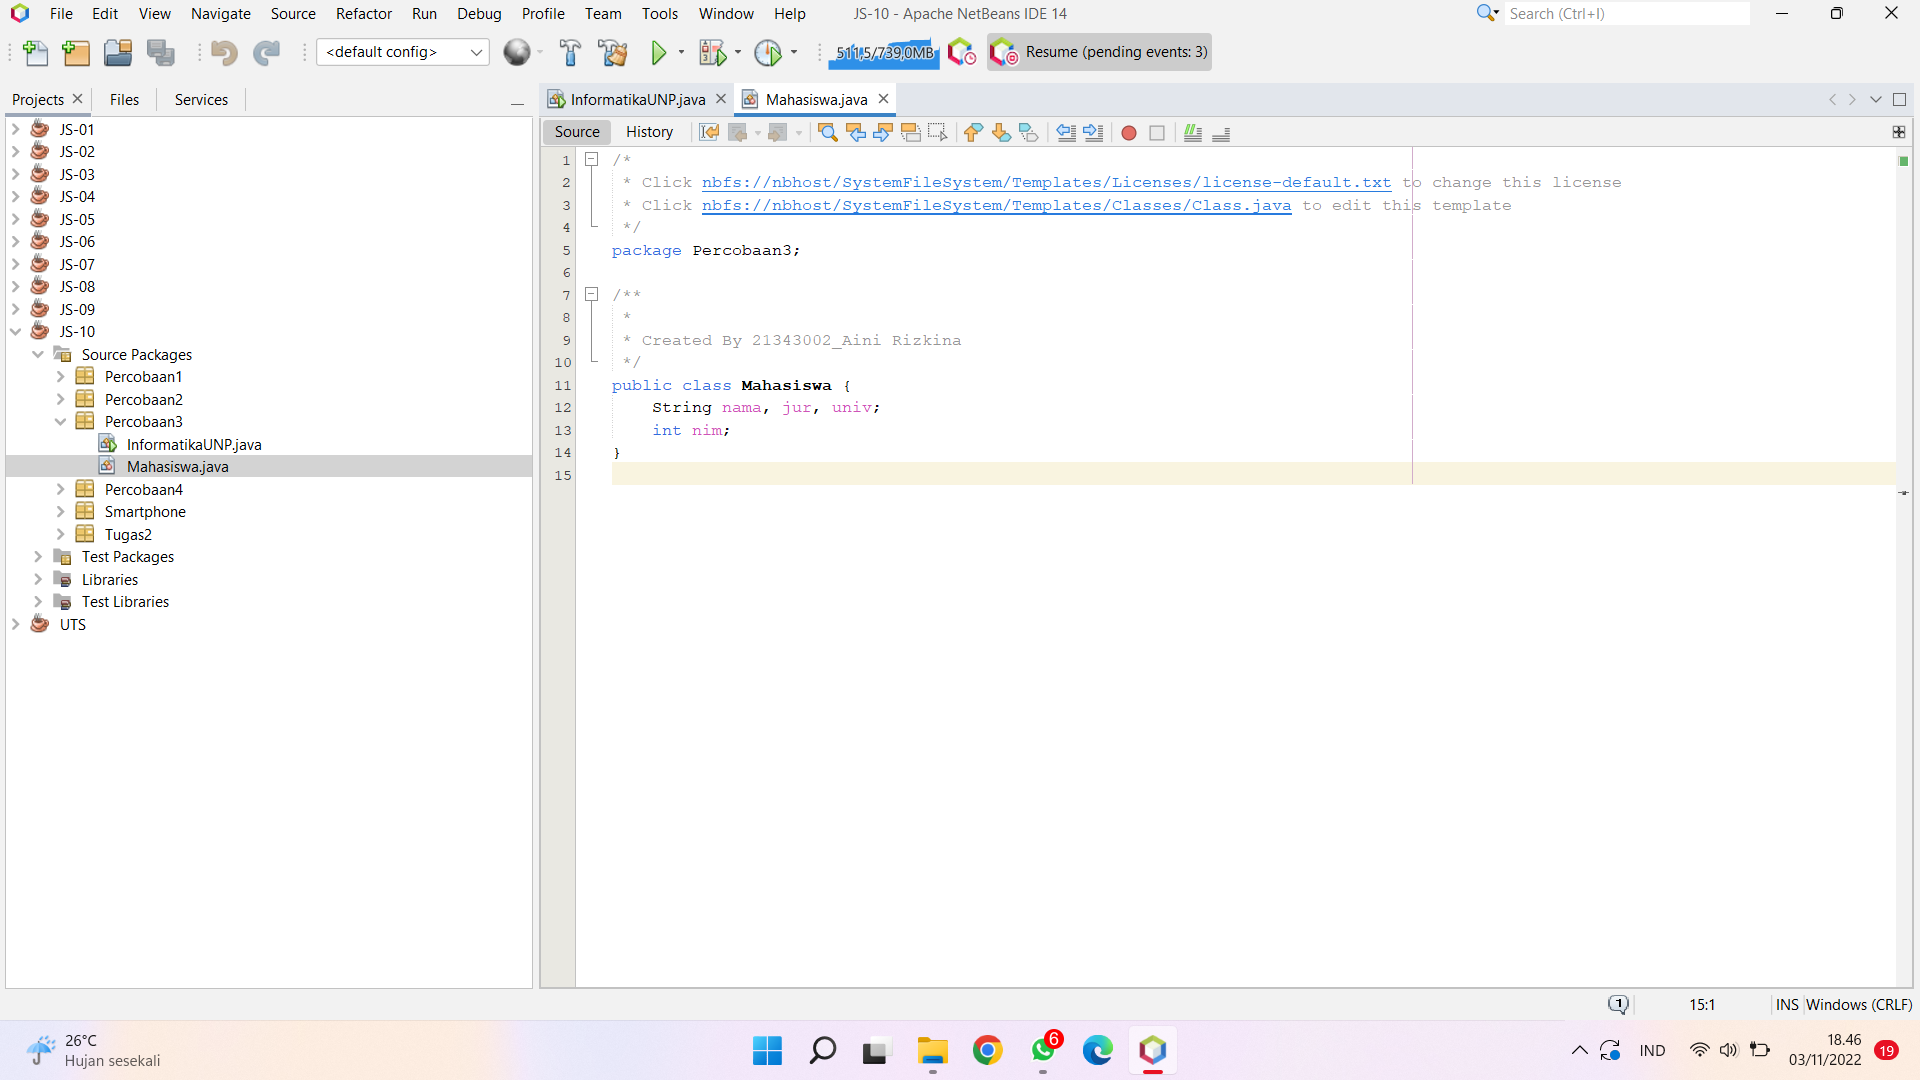 File Edit View Navigate Source Refactor Run Debug Profile Team Tools Window Help JS-10 - Apache NetBeans IDE 14 Search (Ctrl+I)
<default config> 511,5/739,0MB Resume (pending events: 3)
Projects Files Services
InformatikaUNP.java Mahasiswa.java
Source History
JS-01
JS-02
JS-03
JS-04
JS-05
JS-06
JS-07
JS-08
JS-09
JS-10
Source Packages
Percobaan1
Percobaan2
Percobaan3
InformatikaUNP.java
Mahasiswa.java
Percobaan4
Smartphone
Tugas2
Test Packages
Libraries
Test Libraries
UTS
1 /*
2 * Click nbfs://nbhost/SystemFileSystem/Templates/Licenses/license-default.txt to change this license
3 * Click nbfs://nbhost/SystemFileSystem/Templates/Classes/Class.java to edit this template
4 */
5 package Percobaan3;
6
7 /**
8 *
9 * Created By 21343002_Aini Rizkina
10 */
11 public class Mahasiswa {
12 String nama, jur, univ;
13 int nim;
14 }
15
1 15:1 INS Windows (CRLF)
26°C
Hujan sesekali
6
IND
18.46
03/11/2022
19